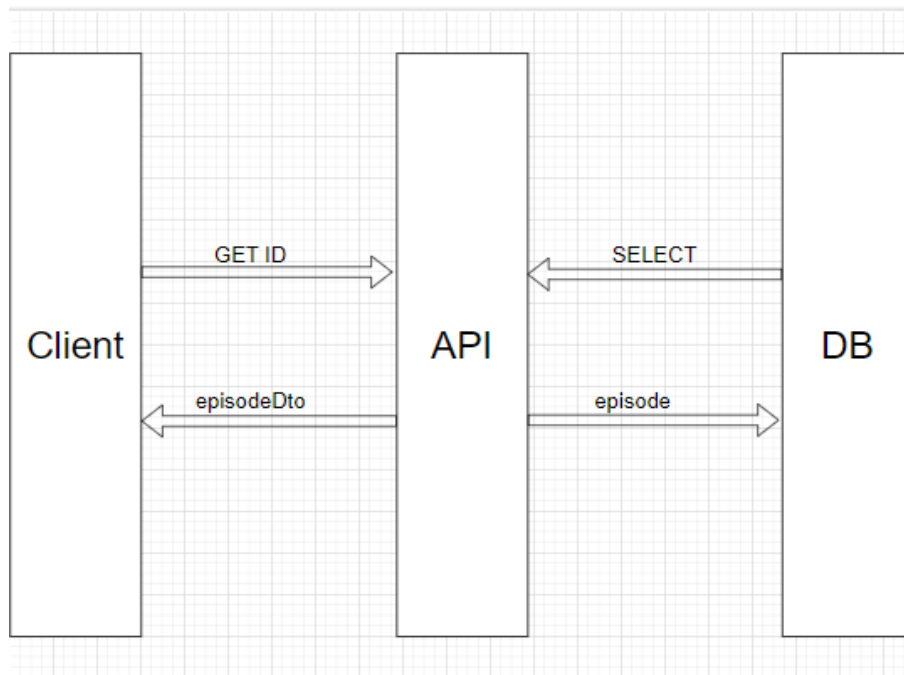 GET ID
SELECT
Client
API
DB
episodeDto
episode